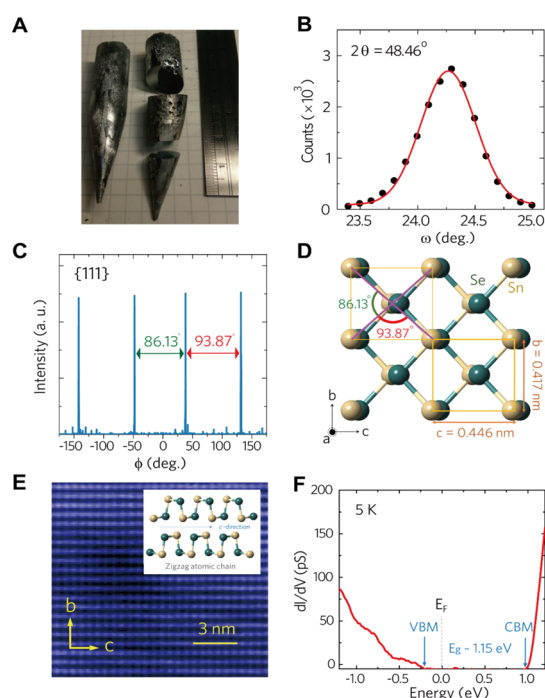 A
B
2θ = 48.46°
Counts (×10³)
3
2
1
0
23.5 24.0 24.5 25.0
ω (deg.)
C
{111}
86.13°
93.87°
Intensity (a. u.)
-150 -100 -50 0 50 100 150
ϕ (deg.)
D
Se
Sn
86.13°
93.87°
b = 0.417 nm
c = 0.446 nm
b
a
c
E
c -direction
Zigzag atomic chain
b
c
3 nm
F
5 K
dI/dV (pS)
200
150
100
50
0
E_F
VBM
CBM
Eg ~ 1.15 eV
-1.0 -0.5 0.0 0.5 1.0
Energy (eV)